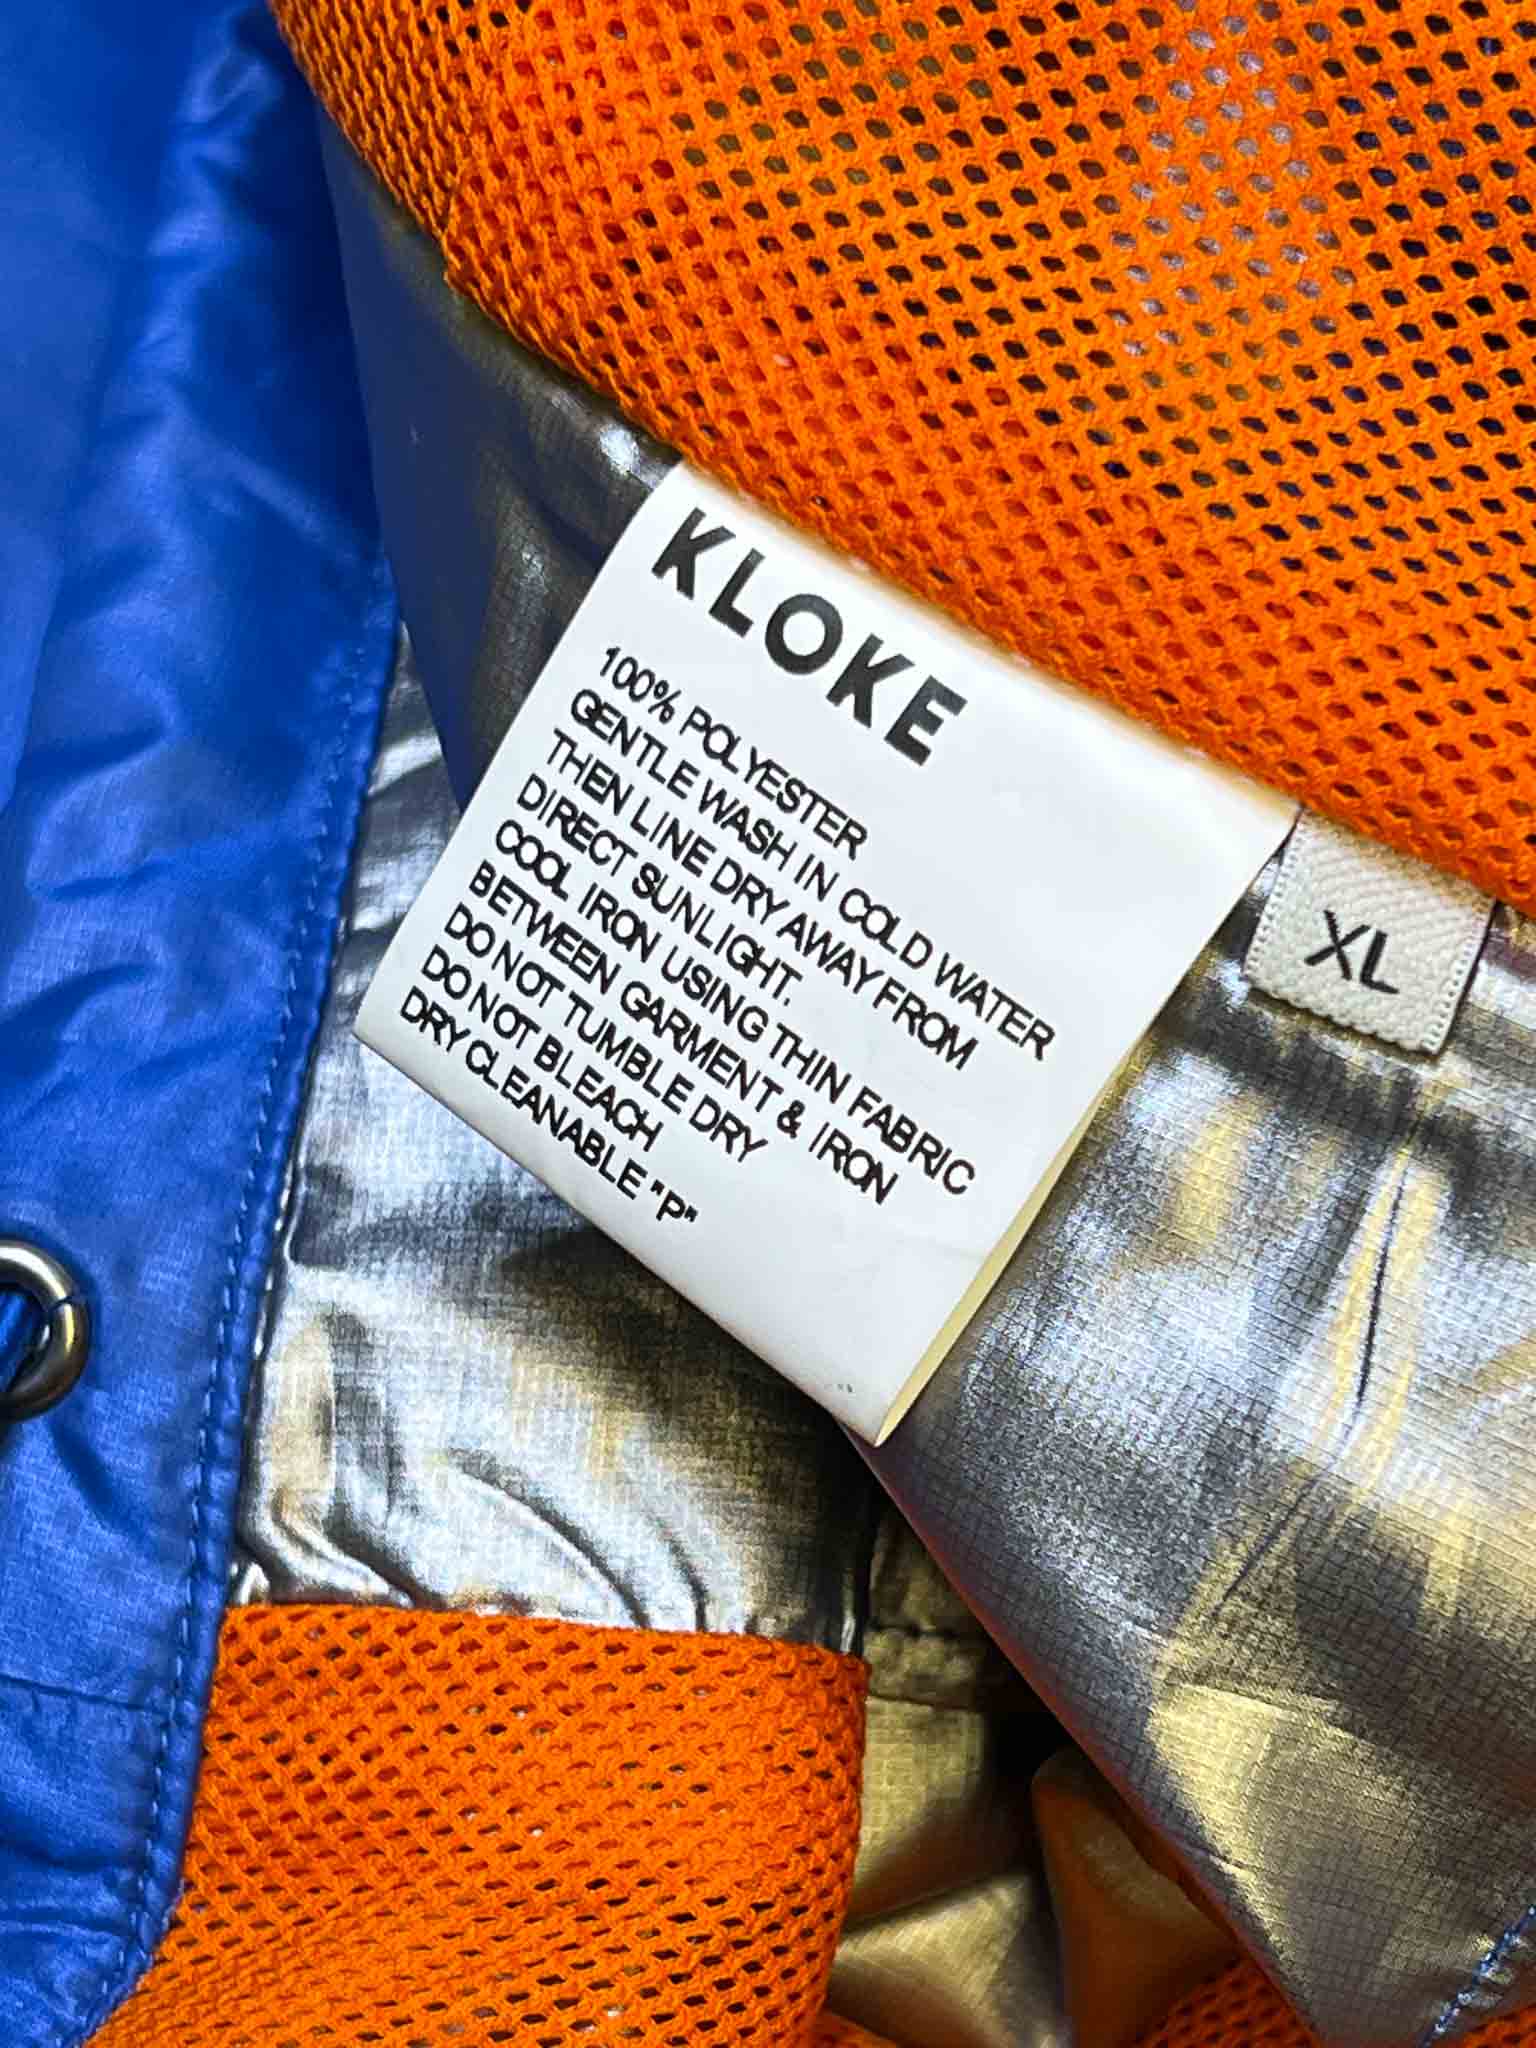 KLOKE
100% POLYESTER
GENTLE WASH IN COLD WATER
THEN LINE DRY AWAY FROM
DIRECT SUNLIGHT.
COOL IRON USING THIN FABRIC
BETWEEN GARMENT & IRON
DO NOT TUMBLE DRY
DO NOT BLEACH
DRY CLEANABLE "P"
XL